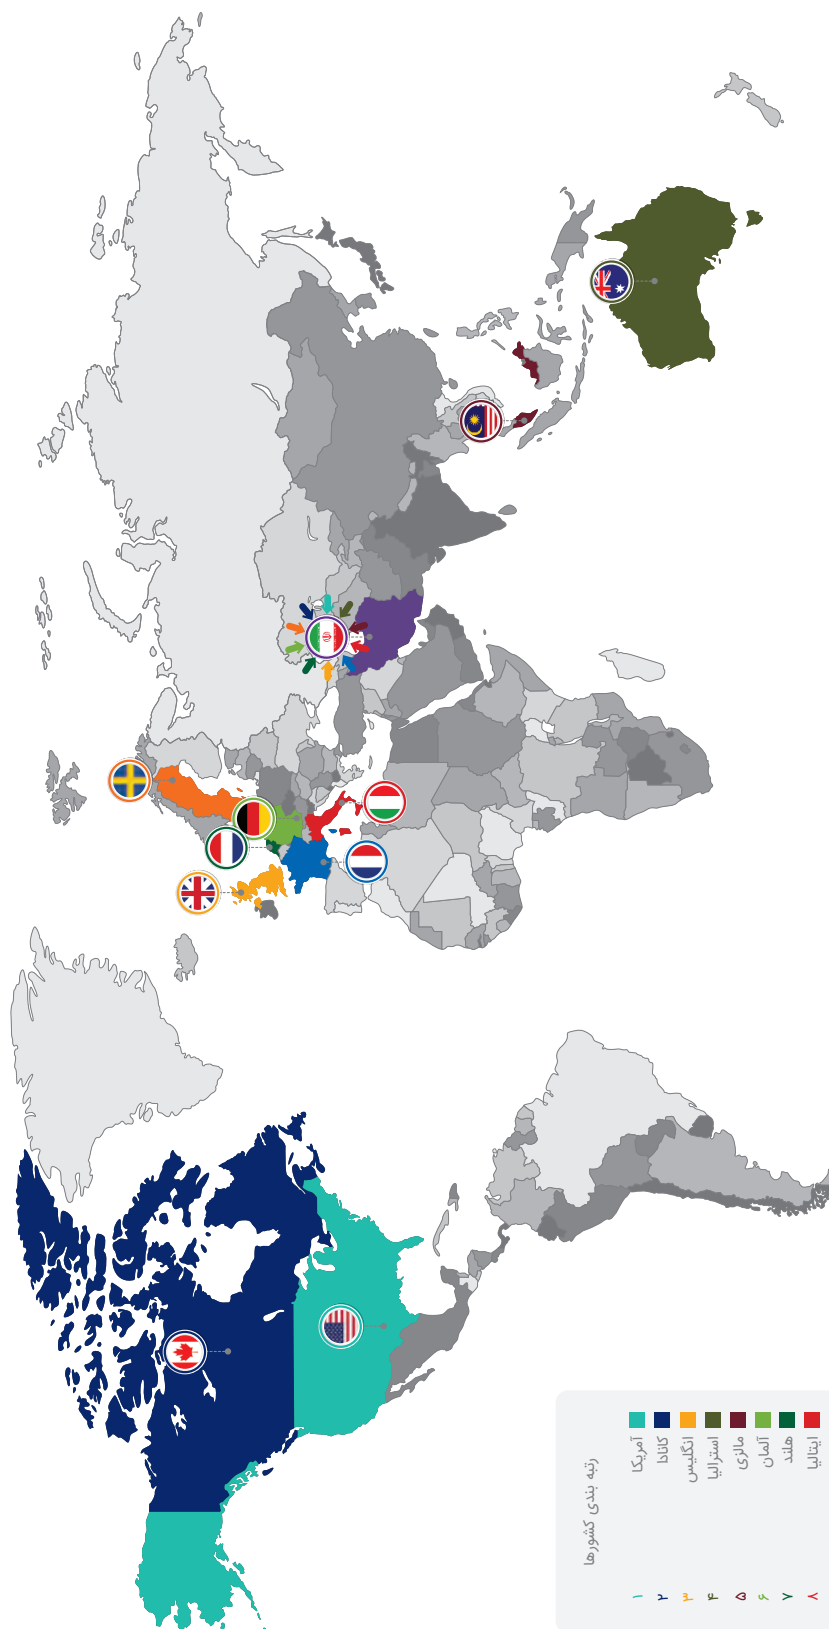 رتبه بندی کشورها
آمریکا ۱
کانادا ۲
انگلیس ۳
استرالیا ۴
مالزی ۵
آلمان ۶
هلند ۷
ایتالیا ۸